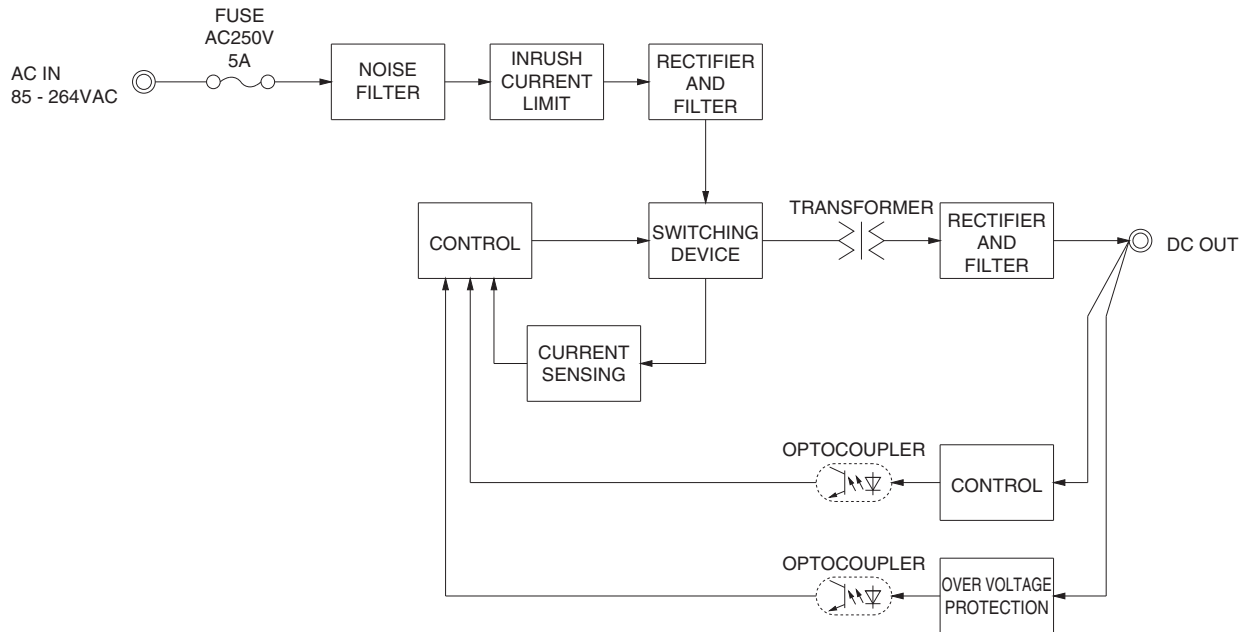 FUSE
AC250V
5A
AC IN
85 - 264VAC
NOISE
FILTER
INRUSH
CURRENT
LIMIT
RECTIFIER
AND
FILTER
CONTROL
SWITCHING
DEVICE
TRANSFORMER
RECTIFIER
AND
FILTER
DC OUT
CURRENT
SENSING
OPTOCOUPLER
CONTROL
OPTOCOUPLER
OVER VOLTAGE
PROTECTION